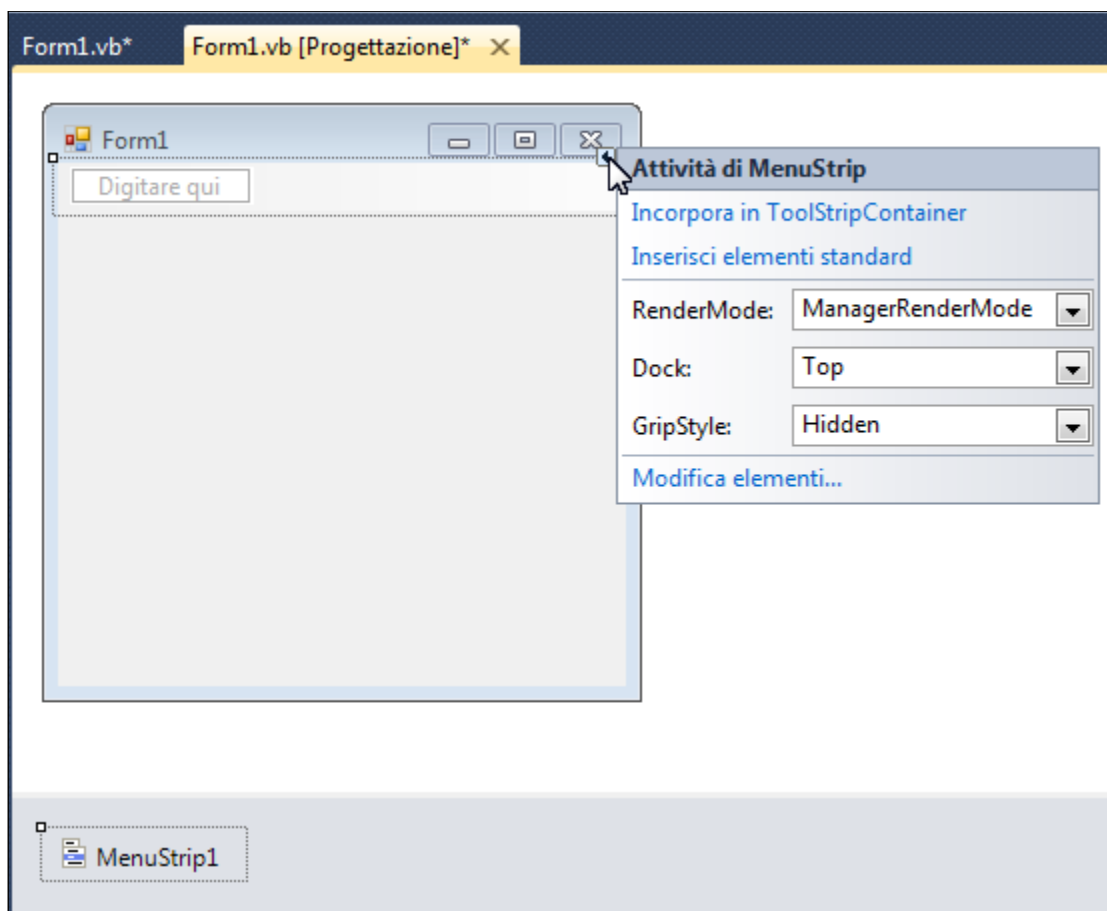 Form1.vb*
Form1.vb [Progettazione]*
Form1
Digitare qui
Attività di MenuStrip
Incorpora in ToolStripContainer
Inserisci elementi standard
RenderMode: ManagerRenderMode
Dock: Top
GripStyle: Hidden
Modifica elementi...
MenuStrip1